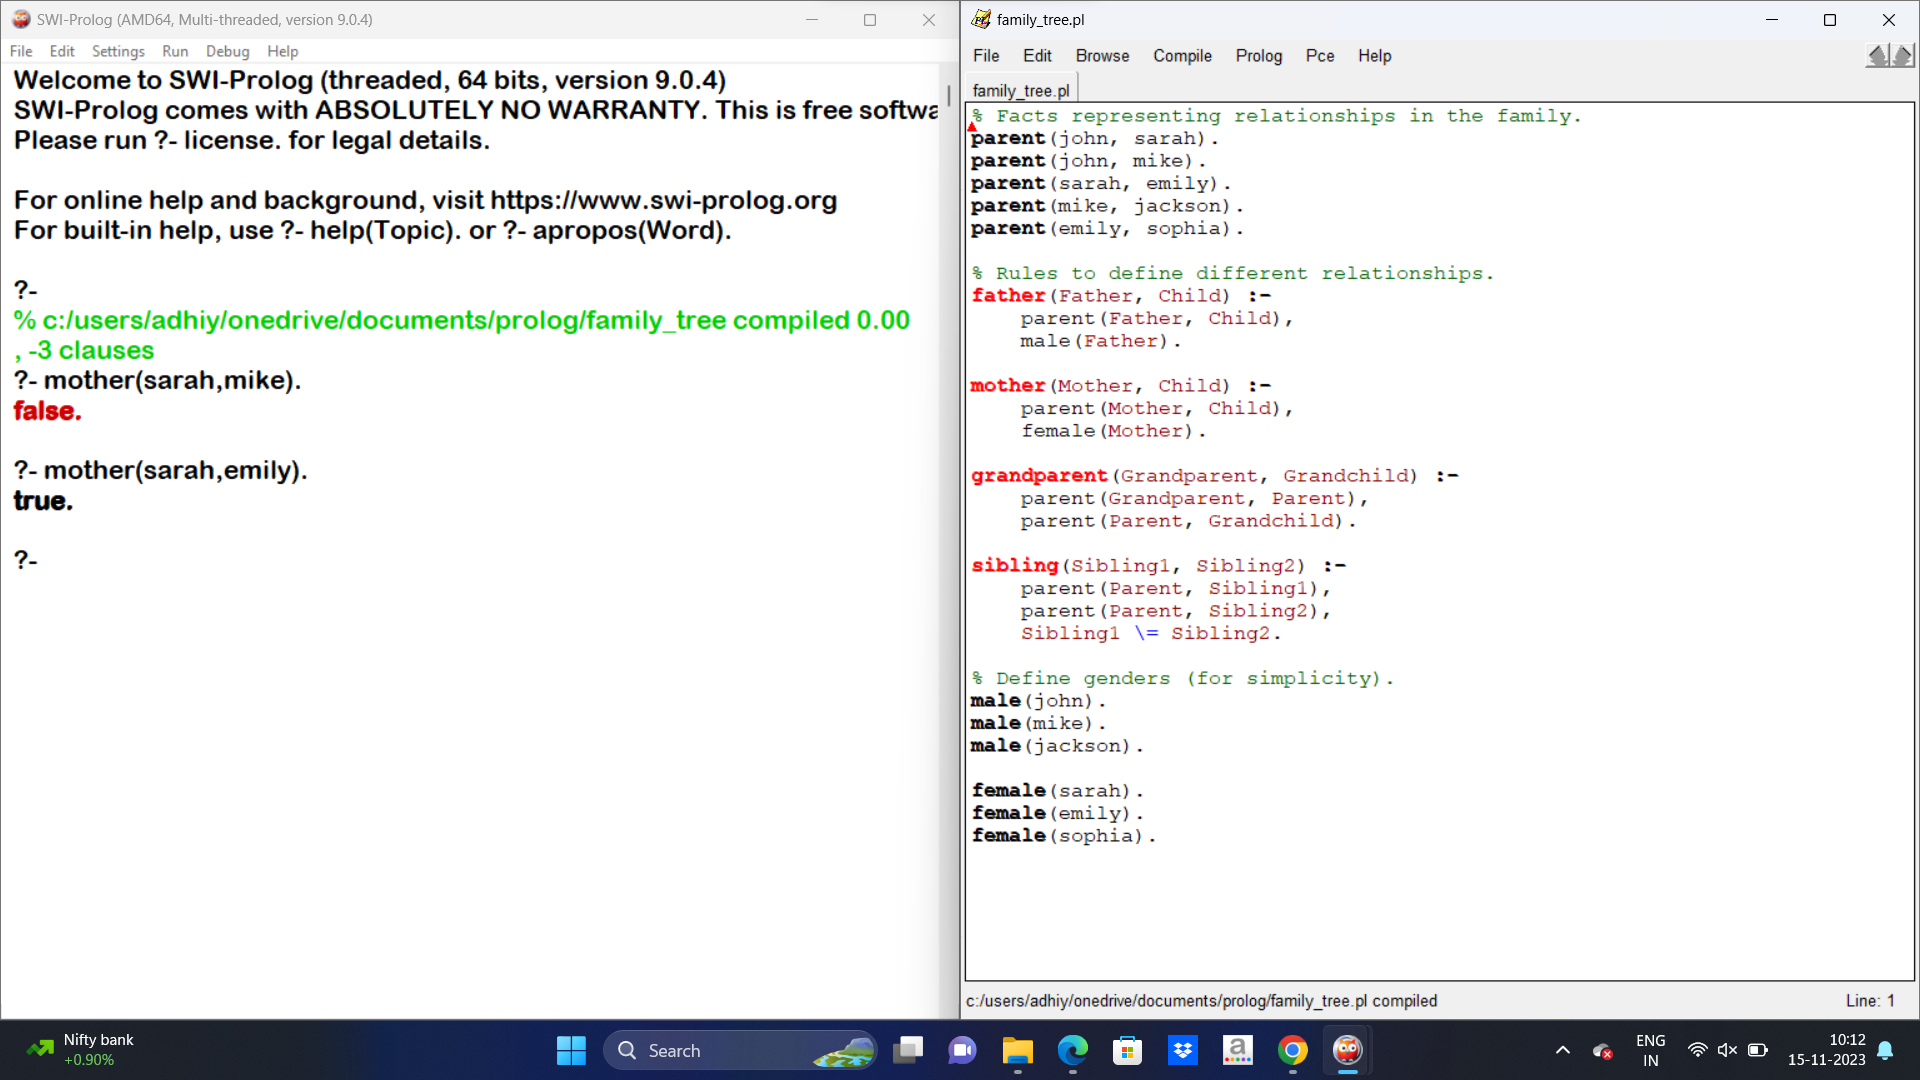 SWI-Prolog (AMD64, Multi-threaded, version 9.0.4)
File Edit Settings Run Debug Help
Welcome to SWI-Prolog (threaded, 64 bits, version 9.0.4)
SWI-Prolog comes with ABSOLUTELY NO WARRANTY. This is free softwa
Please run ?- license. for legal details.
For online help and background, visit https://www.swi-prolog.org
For built-in help, use ?- help(Topic). or ?- apropos(Word).
?-
% c:/users/adhiy/onedrive/documents/prolog/family_tree compiled 0.00
, -3 clauses
?- mother(sarah,mike).
false.
?- mother(sarah,emily).
true.
?-
family_tree.pl
File Edit Browse Compile Prolog Pce Help
family_tree.pl
% Facts representing relationships in the family.
parent(john, sarah).
parent(john, mike).
parent(sarah, emily).
parent(mike, jackson).
parent(emily, sophia).
% Rules to define different relationships.
father(Father, Child) :-
parent(Father, Child),
male(Father).
mother(Mother, Child) :-
parent(Mother, Child),
female(Mother).
grandparent(Grandparent, Grandchild) :-
parent(Grandparent, Parent),
parent(Parent, Grandchild).
sibling(Sibling1, Sibling2) :-
parent(Parent, Sibling1),
parent(Parent, Sibling2),
Sibling1 \= Sibling2.
% Define genders (for simplicity).
male(john).
male(mike).
male(jackson).
female(sarah).
female(emily).
female(sophia).
c:/users/adhiy/onedrive/documents/prolog/family_tree.pl compiled
Line: 1
Nifty bank
+0.90%
Search
a
ENG
IN
10:12
15-11-2023